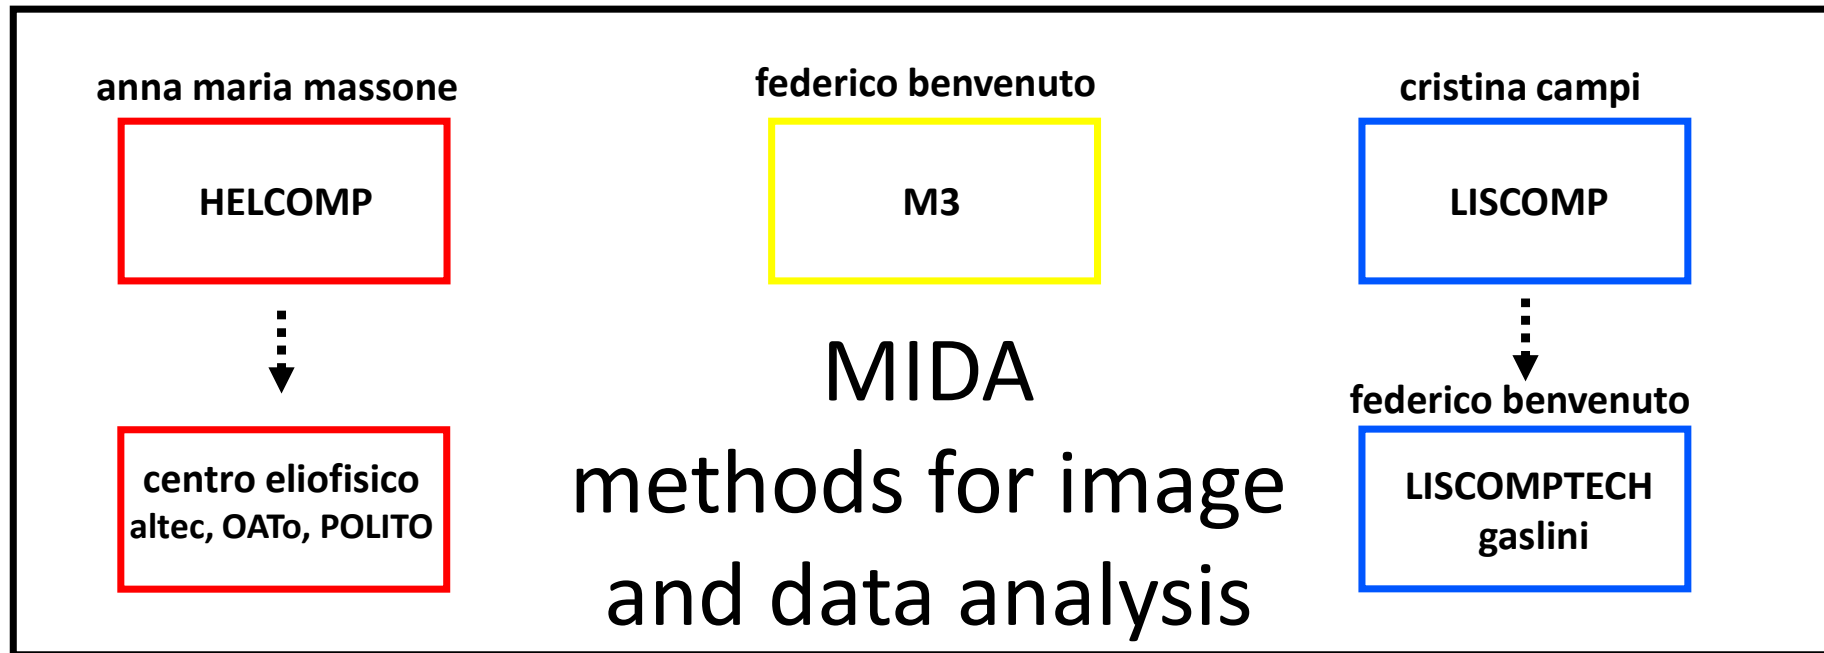 anna maria massone
HELCOMP
centro eliofisico
altec, OATo, POLITO
federico benvenuto
M3
MIDA
methods for image
and data analysis
cristina campi
LISCOMP
federico benvenuto
LISCOMPTECH
gaslini